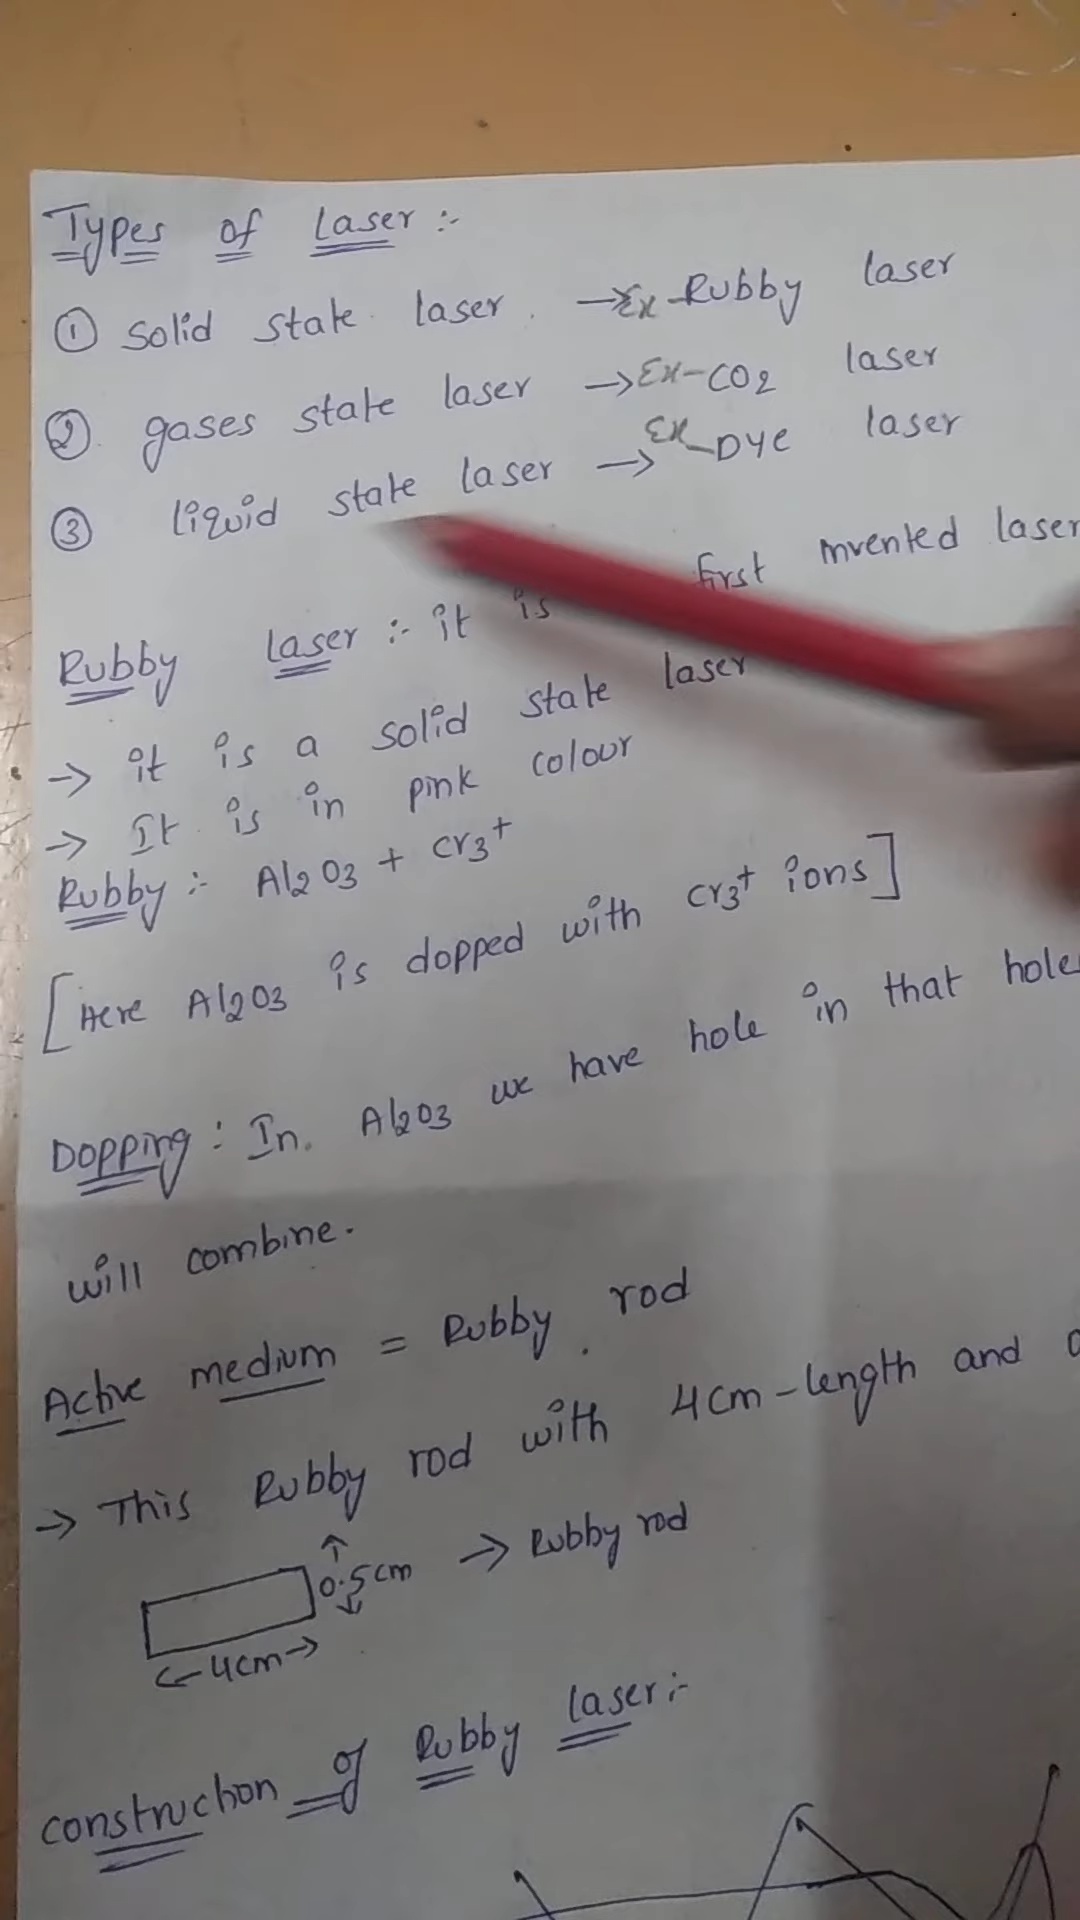 Types of Laser :-
① solid state laser. → Ex - Rubby laser
② gases state laser → Ex - CO2 laser
③ liquid state laser → Ex - Dye laser
Rubby laser :- it is first invented laser
→ it is a solid state laser
→ It is in pink colour
Rubby :- Al2O3 + cr3+
[Here Al2O3 is dopped with cr3+ ions]
Dopping : In. Al2O3 we have hole in that hole
will combine.
Active medium = Rubby rod
→ This Rubby rod with 4cm-length and
0.5cm → Rubby rod
←4cm→
construction of Rubby laser :-